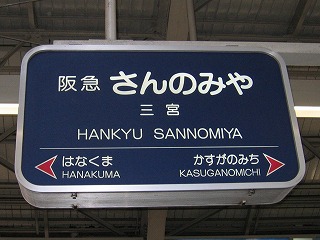 阪急 さんのみや
三宮
HANKYU SANNOMIYA
はなくま かすがのみち
HANAKUMA KASUGANOMICHI